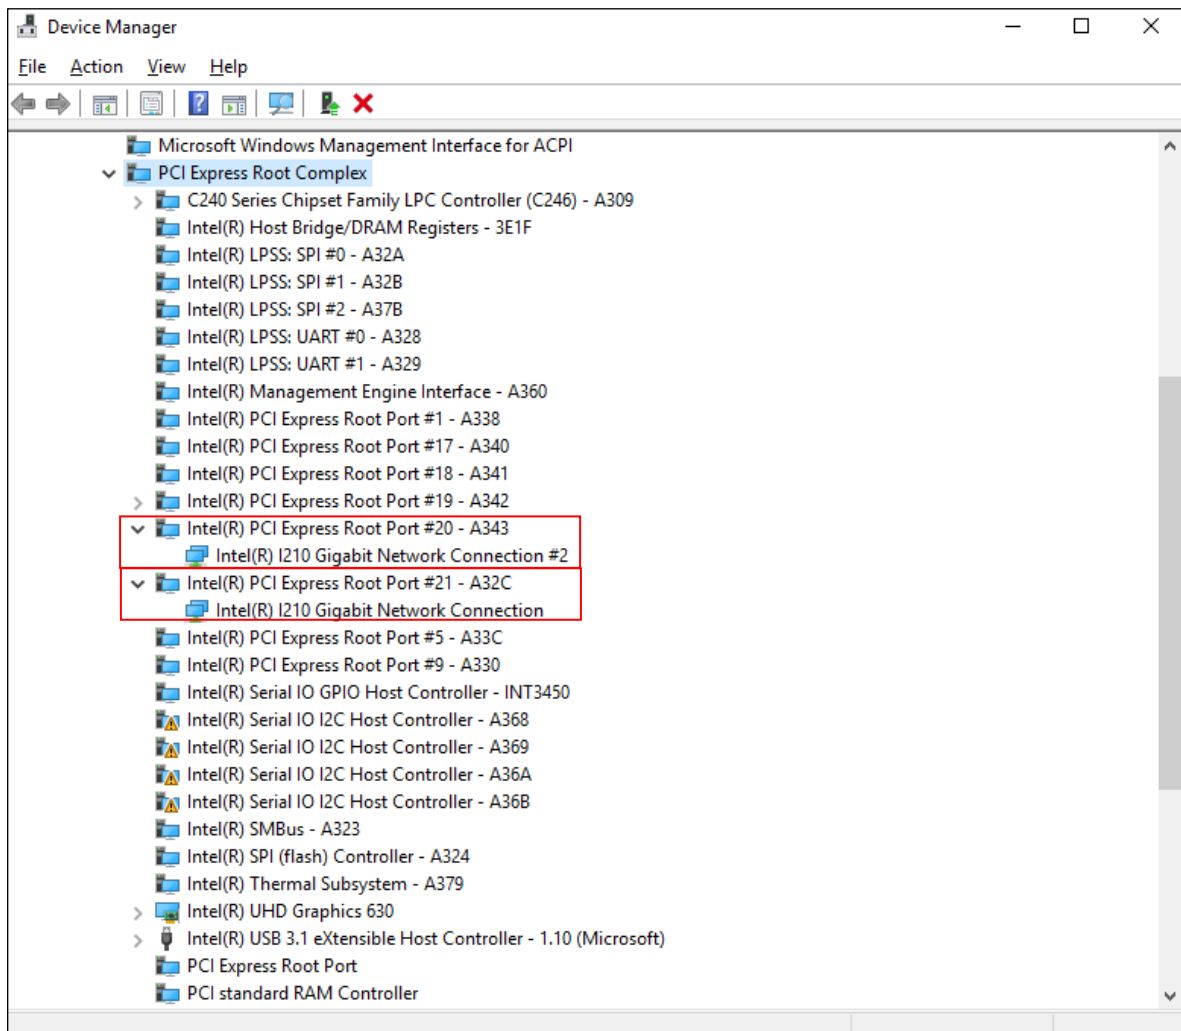 Device Manager
File Action View Help
Microsoft Windows Management Interface for ACPI
PCI Express Root Complex
C240 Series Chipset Family LPC Controller (C246) - A309
Intel(R) Host Bridge/DRAM Registers - 3E1F
Intel(R) LPSS: SPI #0 - A32A
Intel(R) LPSS: SPI #1 - A32B
Intel(R) LPSS: SPI #2 - A37B
Intel(R) LPSS: UART #0 - A328
Intel(R) LPSS: UART #1 - A329
Intel(R) Management Engine Interface - A360
Intel(R) PCI Express Root Port #1 - A338
Intel(R) PCI Express Root Port #17 - A340
Intel(R) PCI Express Root Port #18 - A341
Intel(R) PCI Express Root Port #19 - A342
Intel(R) PCI Express Root Port #20 - A343
Intel(R) I210 Gigabit Network Connection #2
Intel(R) PCI Express Root Port #21 - A32C
Intel(R) I210 Gigabit Network Connection
Intel(R) PCI Express Root Port #5 - A33C
Intel(R) PCI Express Root Port #9 - A330
Intel(R) Serial IO GPIO Host Controller - INT3450
Intel(R) Serial IO I2C Host Controller - A368
Intel(R) Serial IO I2C Host Controller - A369
Intel(R) Serial IO I2C Host Controller - A36A
Intel(R) Serial IO I2C Host Controller - A36B
Intel(R) SMBus - A323
Intel(R) SPI (flash) Controller - A324
Intel(R) Thermal Subsystem - A379
Intel(R) UHD Graphics 630
Intel(R) USB 3.1 eXtensible Host Controller - 1.10 (Microsoft)
PCI Express Root Port
PCI standard RAM Controller